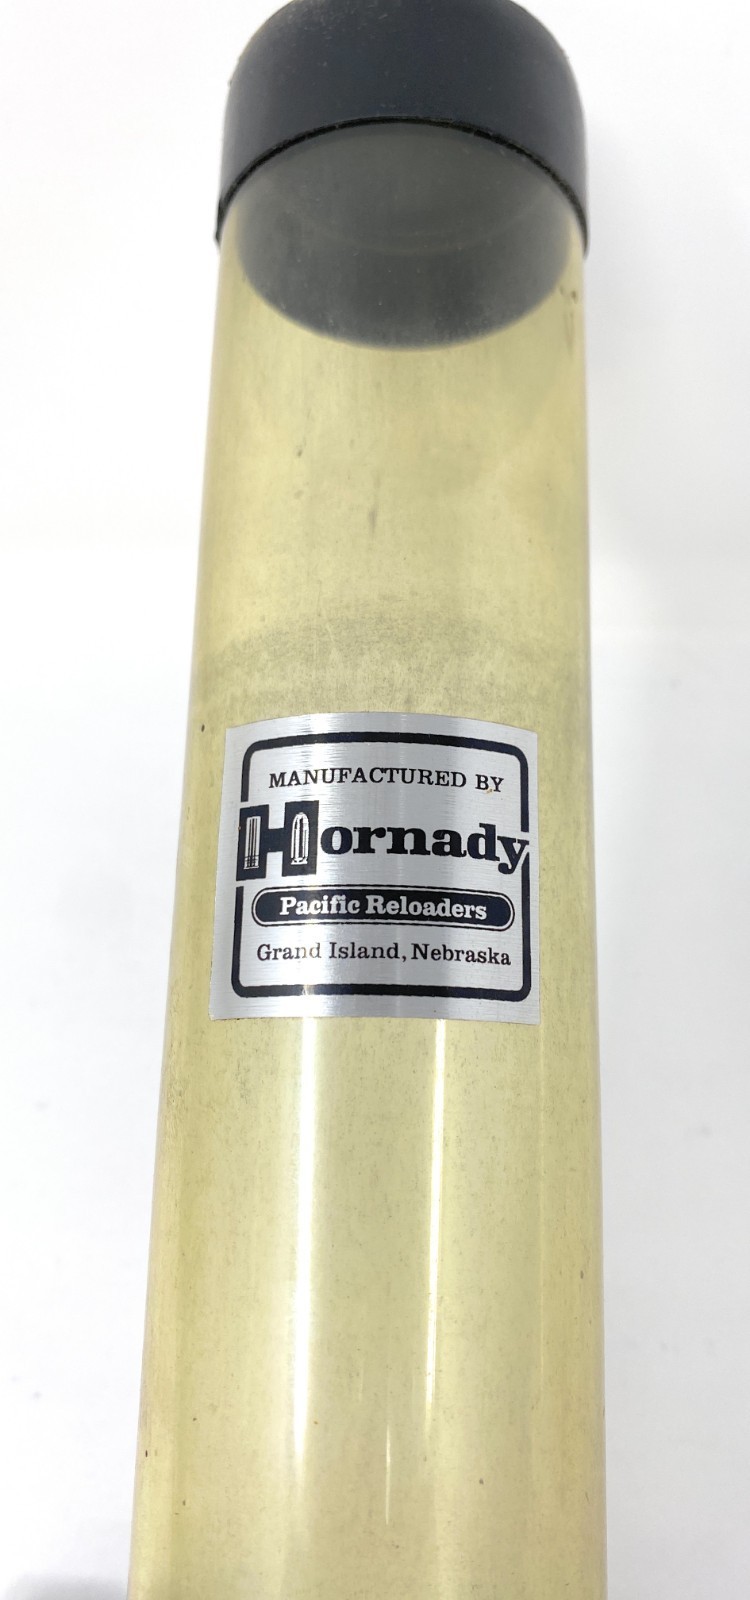 MANUFACTURED BY
Hornady
Pacific Reloaders
Grand Island, Nebraska